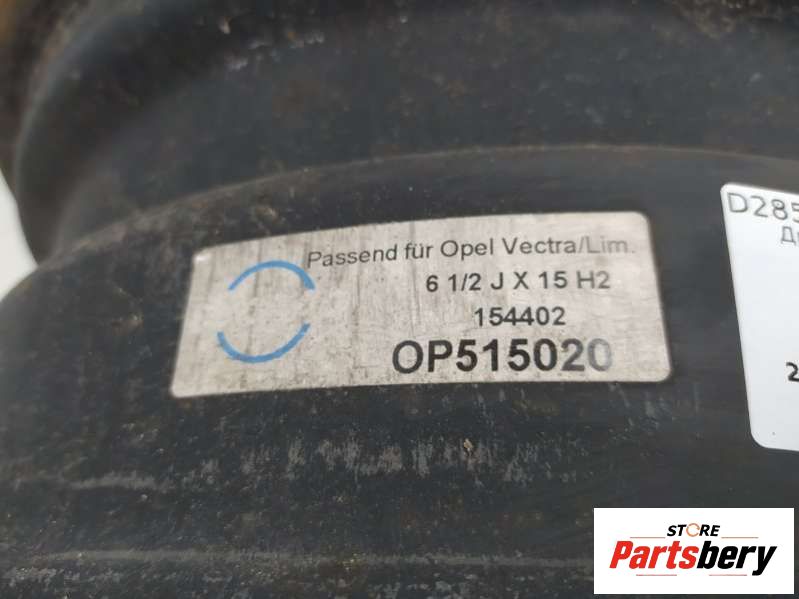 Passend für Opel Vectra/Lim.
6 1/2 J X 15 H2
154402
OP515020
D285
STORE
Partsbery